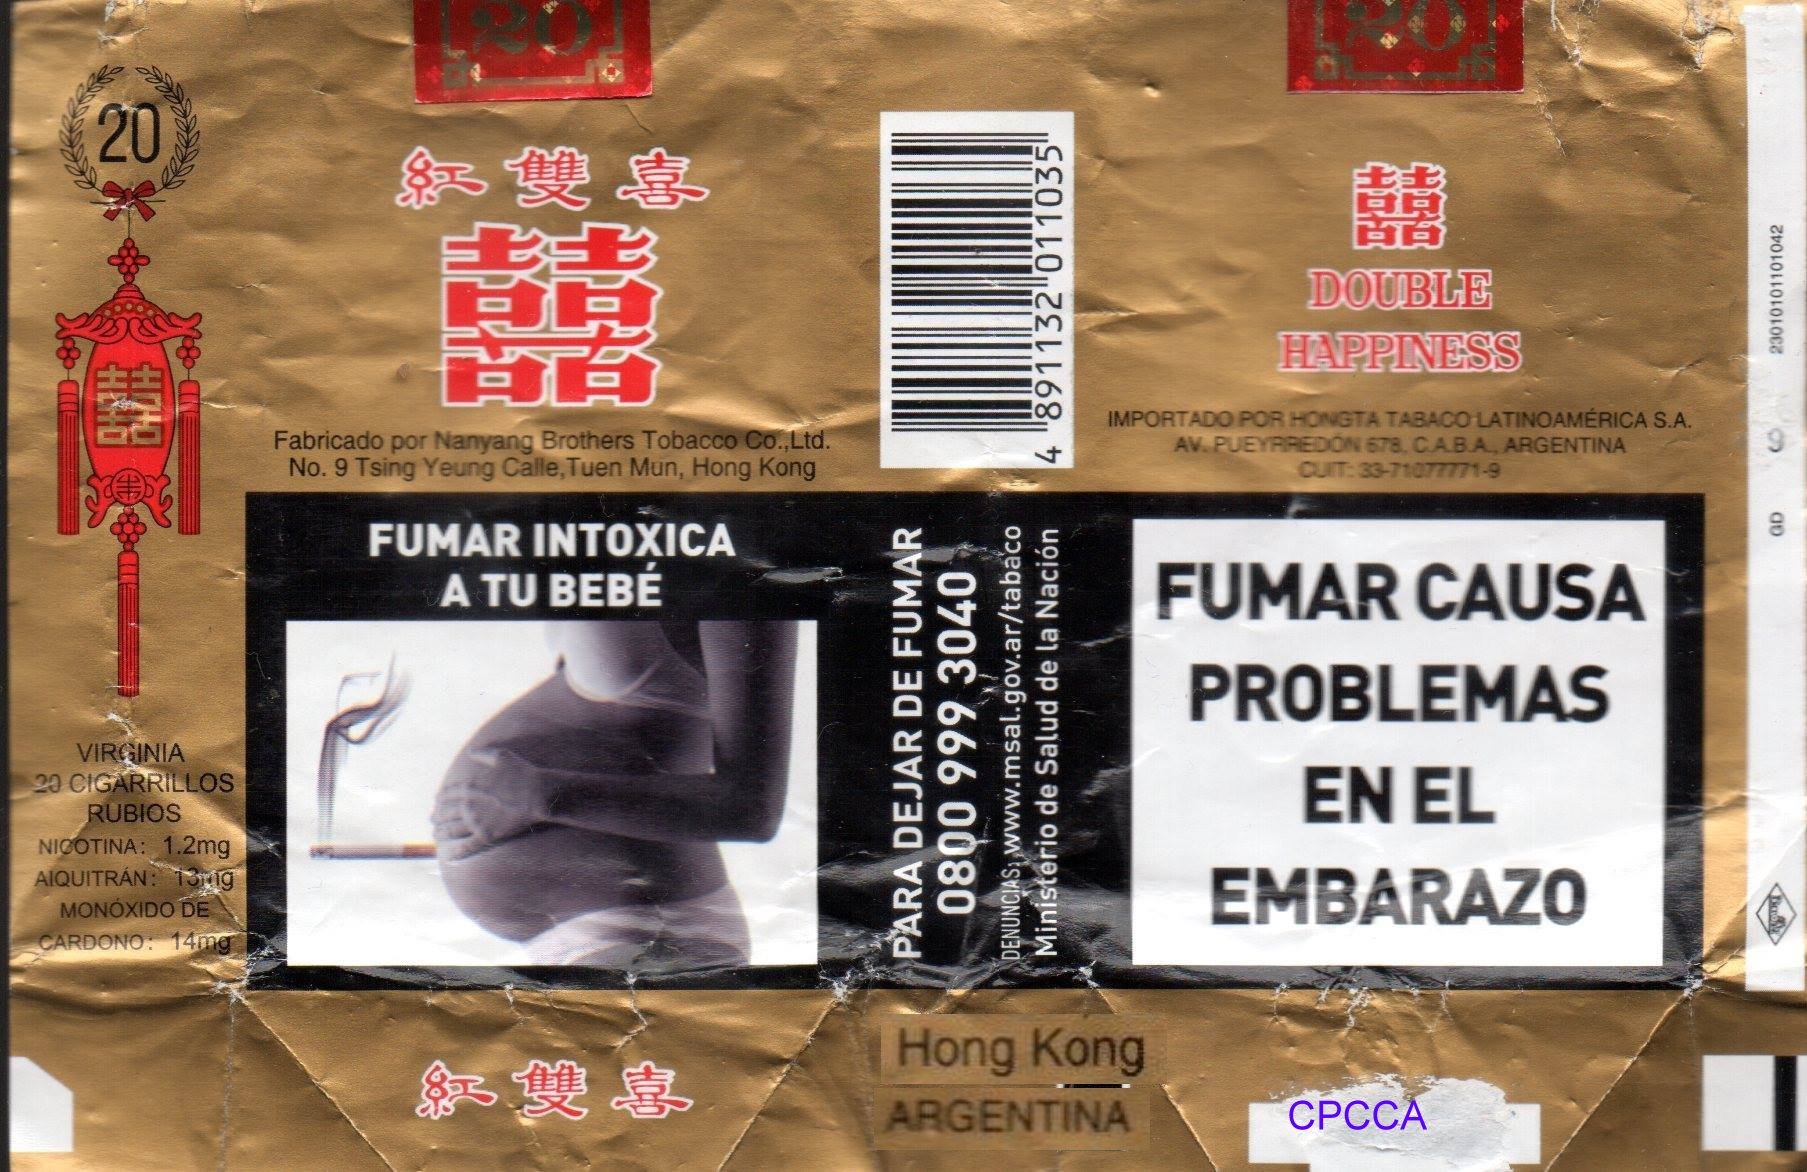 20
20
20
紅雙喜
囍
Fabricado por Nanyang Brothers Tobacco Co.,Ltd.
No. 9 Tsing Yeung Calle,Tuen Mun, Hong Kong
囍
VIRGINIA
20 CIGARRILLOS
RUBIOS
NICOTINA: 1.2mg
AIQUITRÁN: 13mg
MONÓXIDO DE
CARDONO: 14mg
FUMAR INTOXICA
A TU BEBÉ
4 891132 011035
PARA DEJAR DE FUMAR
0800 999 3040
DENUNCIAS: www.msal.gov.ar/tabaco
Ministerio de Salud de la Nación
囍
DOUBLE
HAPPINESS
IMPORTADO POR HONGTA TABACO LATINOAMÉRICA S.A.
AV. PUEYRREDÓN 678, C.A.B.A., ARGENTINA
CUIT: 33-71077771-9
FUMAR CAUSA
PROBLEMAS
EN EL
EMBARAZO
2301010110142
GD
紅雙喜
Hong Kong
ARGENTINA
CPCCA